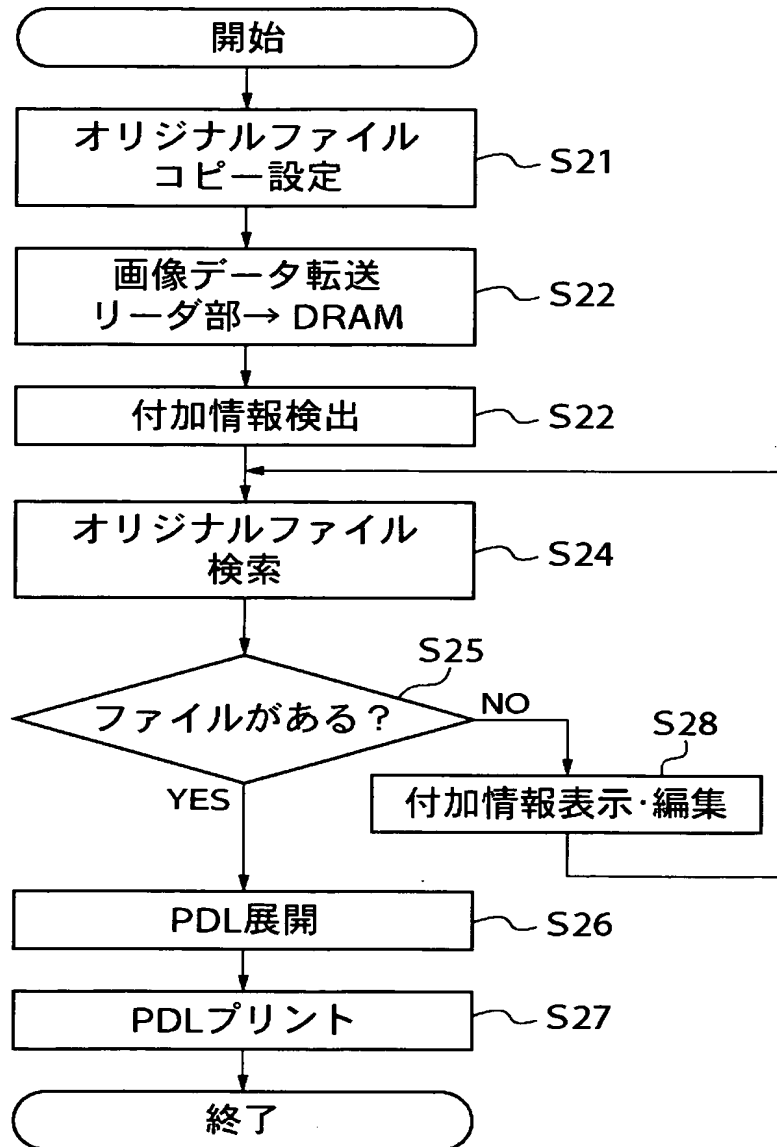 開始
オリジナルファイル
コピー設定
S21
画像データ転送
リーダ部→ DRAM
S22
付加情報検出
S22
オリジナルファイル
検索
S24
S25
ファイルがある？
NO
YES
S28
付加情報表示·編集
PDL展開
S26
PDLプリント
S27
終了